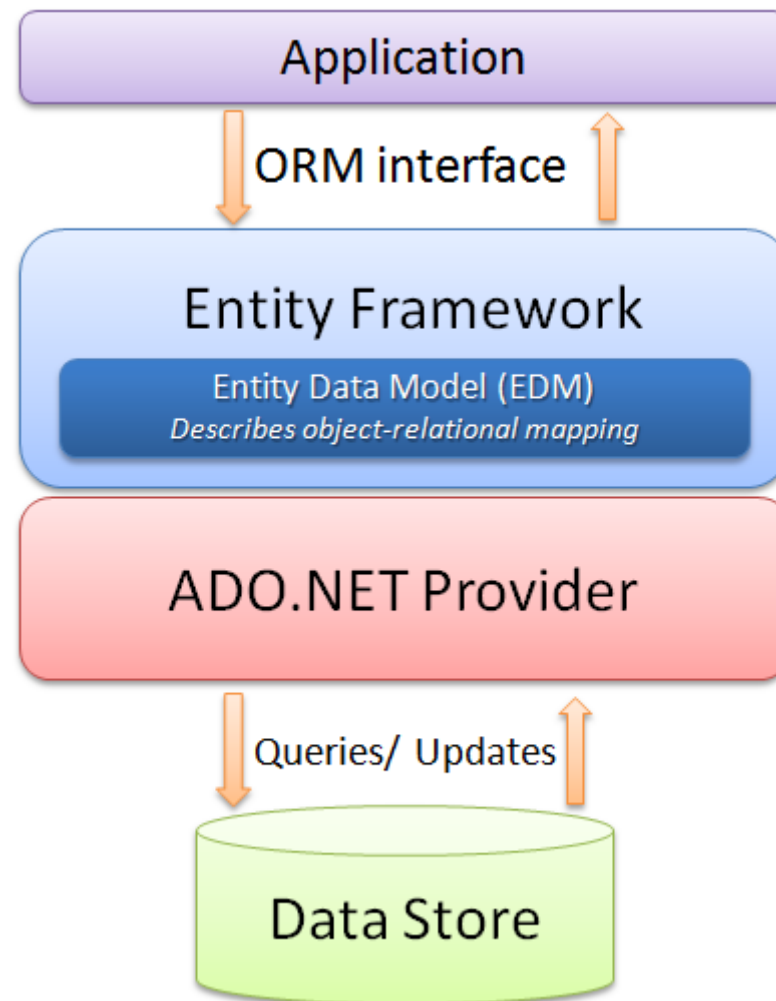 Application
ORM interface
Entity Framework
Entity Data Model (EDM)
Describes object-relational mapping
ADO.NET Provider
Queries/ Updates
Data Store